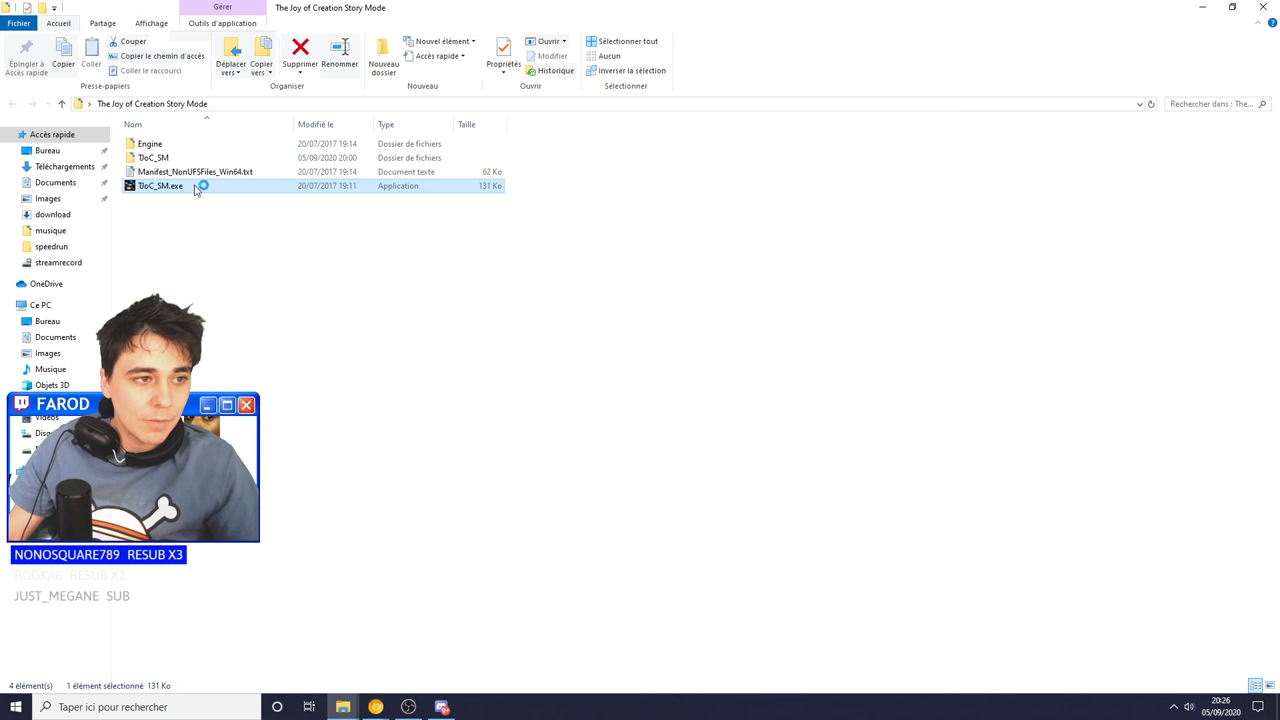 Gérer
The Joy of Creation Story Mode
Fichier
Accueil
Partage
Affichage
Outils d'application
Épingler à Accès rapide
Copier
Coller
Couper
Copier le chemin d'accès
Coller le raccourci
Presse-papiers
Déplacer vers
Copier vers
Supprimer
Renommer
Organiser
Nouveau dossier
Nouvel élément
Accès rapide
Nouveau
Propriétés
Ouvrir
Modifier
Historique
Ouvrir
Sélectionner tout
Aucun
Inverser la sélection
Sélectionner
The Joy of Creation Story Mode
Rechercher dans : The...
Nom
Modifié le
Type
Taille
Engine 20/07/2017 19:14 Dossier de fichiers
TJoC_SM 05/09/2020 20:00 Dossier de fichiers
Manifest_NonUFSFiles_Win64.txt 20/07/2017 19:14 Document texte 62 Ko
TJoC_SM.exe 20/07/2017 19:11 Application 131 Ko
Accès rapide
Bureau
Téléchargements
Documents
Images
download
musique
speedrun
streamrecord
OneDrive
Ce PC
Bureau
Documents
Images
Musique
Objets 3D
FAROD
NONOSQUARE789 RESUB X3
ROGKA6 RESUB X2
JUST_MEGANE SUB
4 élément(s) 1 élément sélectionné 131 Ko
Taper ici pour rechercher
20:26
05/09/2020